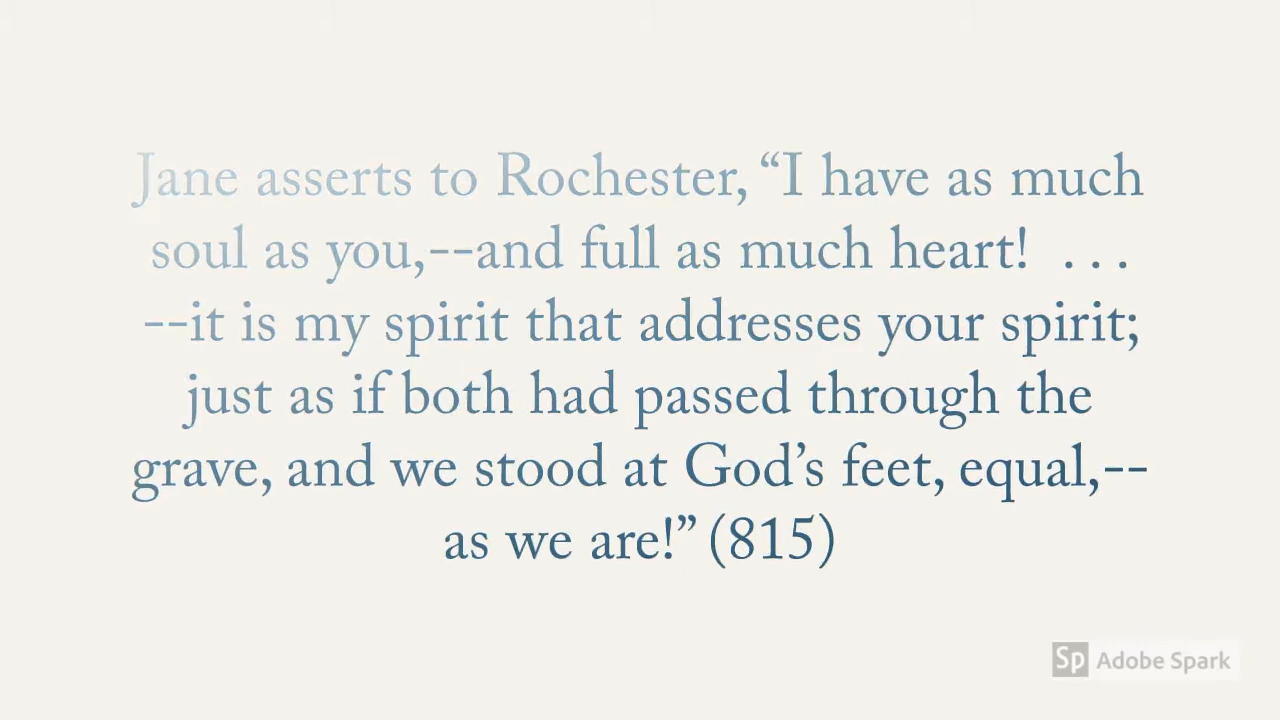 Jane asserts to Rochester, “I have as much
soul as you,--and full as much heart!  . . .
--it is my spirit that addresses your spirit;
just as if both had passed through the
grave, and we stood at God’s feet, equal,--
as we are!” (815)
Sp Adobe Spark